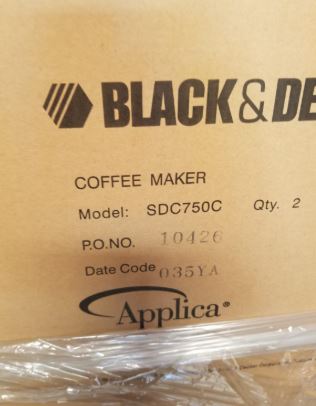 BLACK&DE
COFFEE MAKER
Model: SDC750C Qty. 2
P.O.NO. 10426
Date Code 035YA
Applica®